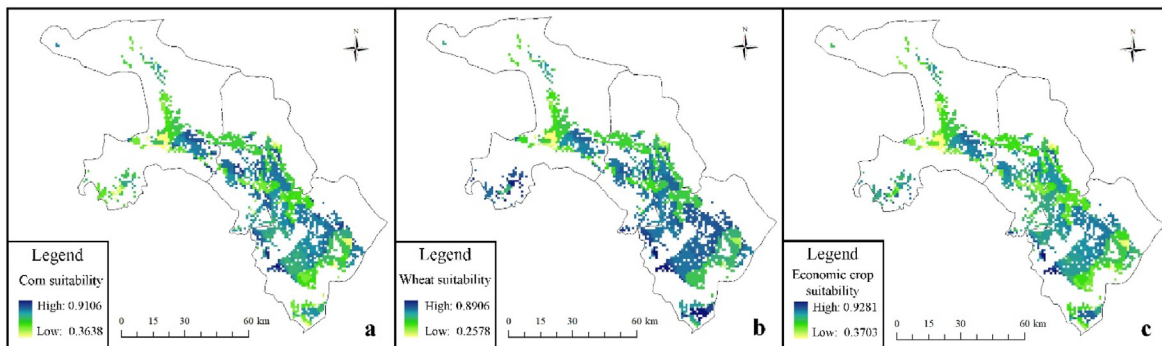 N
Legend
Corn suitability
High: 0.9106
Low: 0.3638
0 15 30 60 km
a
N
Legend
Wheat suitability
High: 0.8906
Low: 0.2578
0 15 30 60 km
b
N
Legend
Economic crop
suitability
High: 0.9281
Low: 0.3703
0 15 30 60 km
c